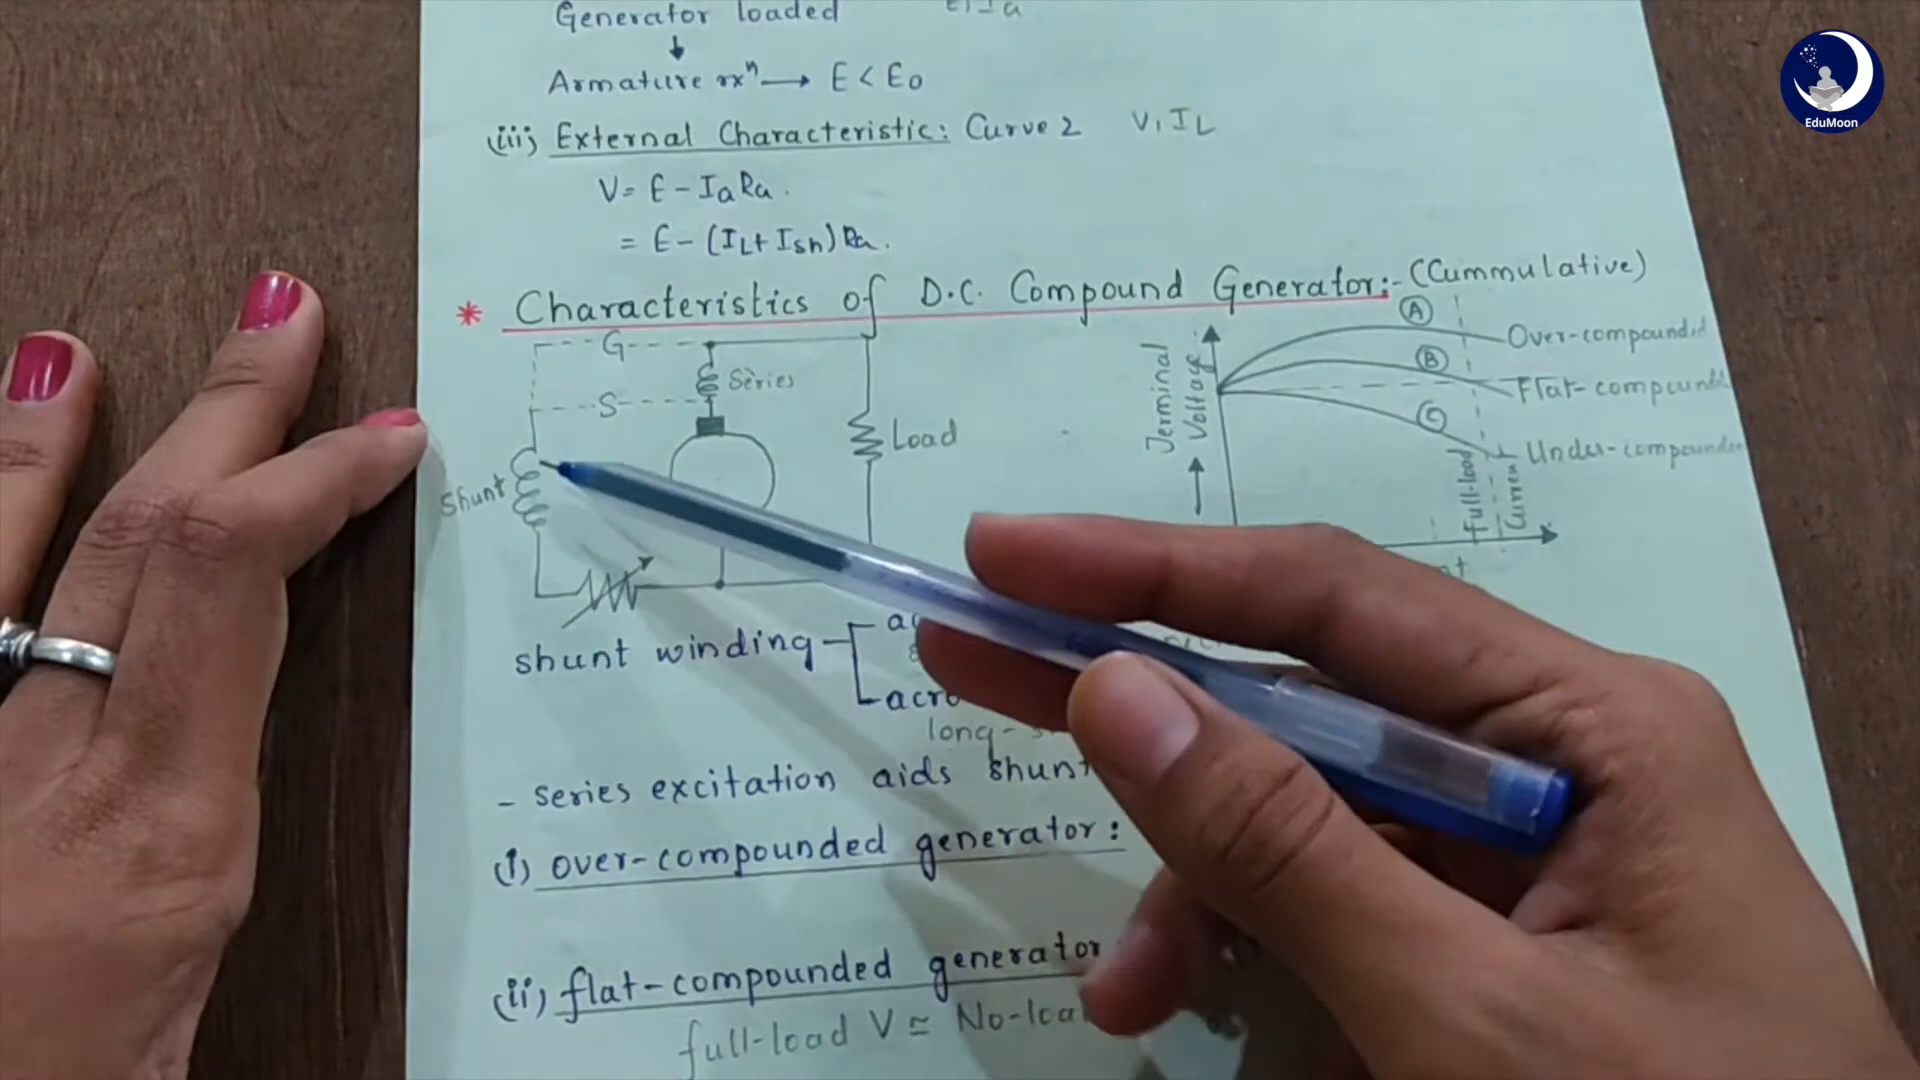 Generator loaded E, Ia
Armature rxⁿ → E < E0
(iii) External Characteristic: Curve 2 V, IL
V = E - IaRa.
= E - (IL + Ish) Ra.
* Characteristics of D.C. Compound Generator:- (Cummulative)
G
Series
S
Load
Shunt
Terminal Voltage
A
Over-compounded
B
Flat-compounded
C
Under-compounded
Full-load
Current
shunt winding
long-
- series excitation aids shunt
(i) over-compounded generator:
(ii) flat-compounded generator
full-load V ≃ No-load
EduMoon